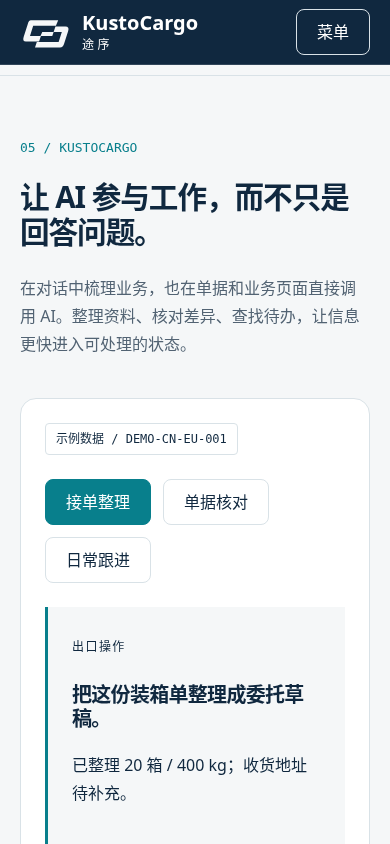 KustoCargo
途序
菜单
05 / KUSTOCARGO
让 AI 参与工作，而不只是
回答问题。
在对话中梳理业务，也在单据和业务页面直接调
用 AI。整理资料、核对差异、查找待办，让信息
更快进入可处理的状态。
示例数据 / DEMO-CN-EU-001
接单整理
单据核对
日常跟进
出口操作
把这份装箱单整理成委托草
稿。
已整理 20 箱 / 400 kg；收货地址
待补充。